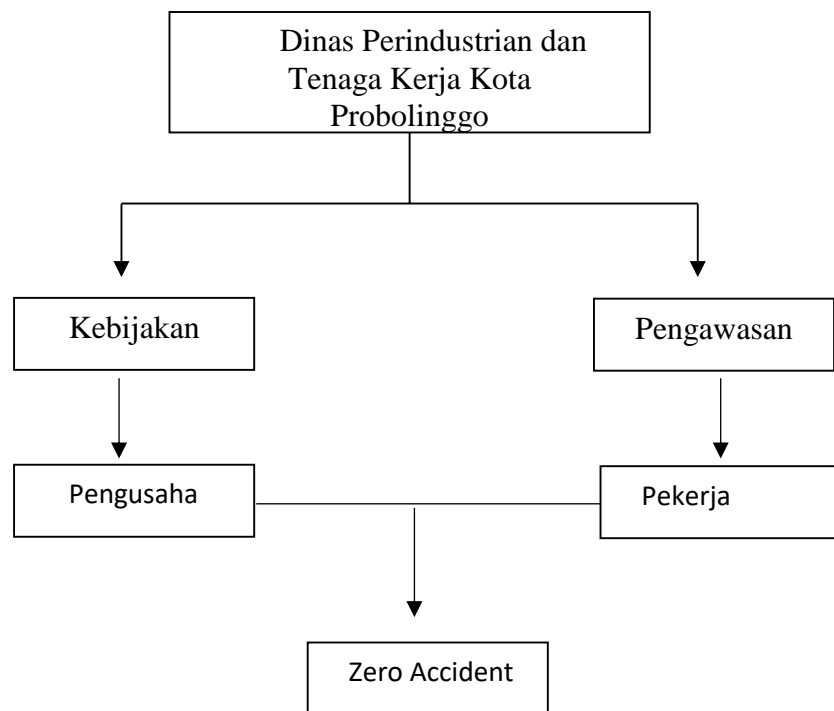 Dinas Perindustrian dan
Tenaga Kerja Kota
Probolinggo
Kebijakan
Pengawasan
Pengusaha
Pekerja
Zero Accident